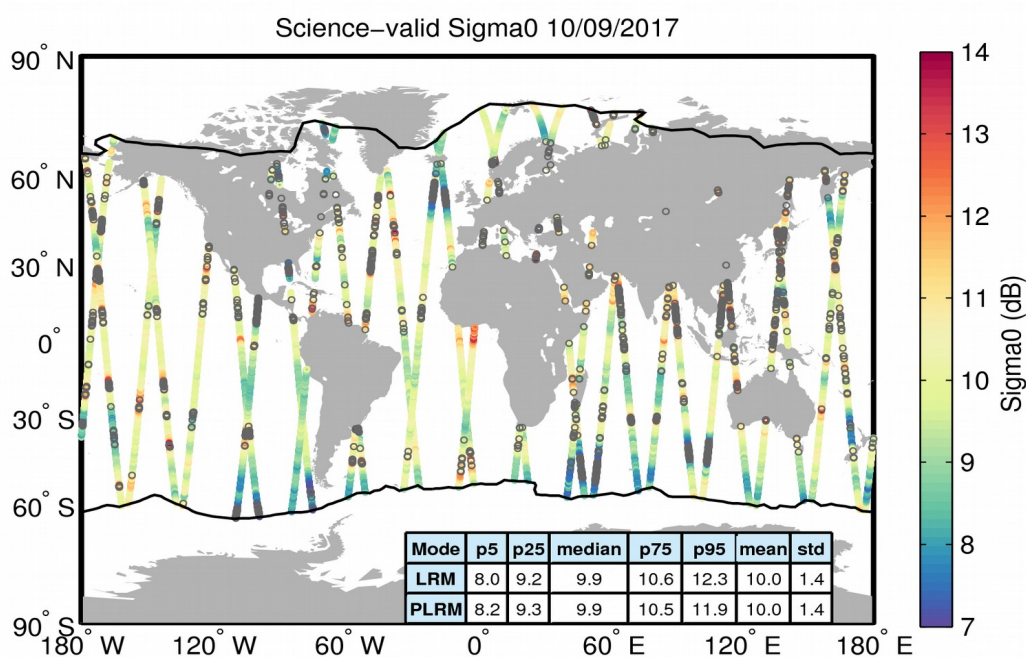 Science−valid Sigma0 10/09/2017
90° N
60° N
30° N
0°
30° S
60° S
90° S
180° W
120° W
60° W
0°
60° E
120° E
180° E
14
13
12
11
10
9
8
7
Sigma0 (dB)
Mode p5 p25 median p75 p95 mean std
LRM 8.0 9.2 9.9 10.6 12.3 10.0 1.4
PLRM 8.2 9.3 9.9 10.5 11.9 10.0 1.4